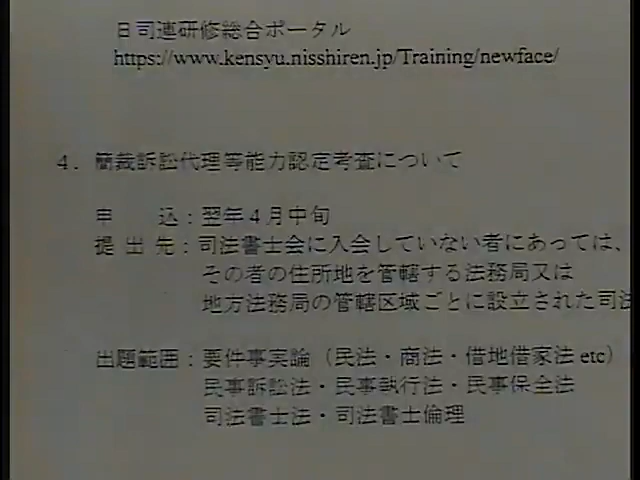 日司連研修総合ポータル
https://www.kensyu.nisshiren.jp/Training/newface/
4．簡裁訴訟代理等能力認定考査について
申　　込：翌年4月中旬
提 出 先：司法書士会に入会していない者にあっては、
その者の住所地を管轄する法務局又は
地方法務局の管轄区域ごとに設立された司法
出題範囲：要件事実論（民法・商法・借地借家法 etc）
民事訴訟法・民事執行法・民事保全法
司法書士法・司法書士倫理